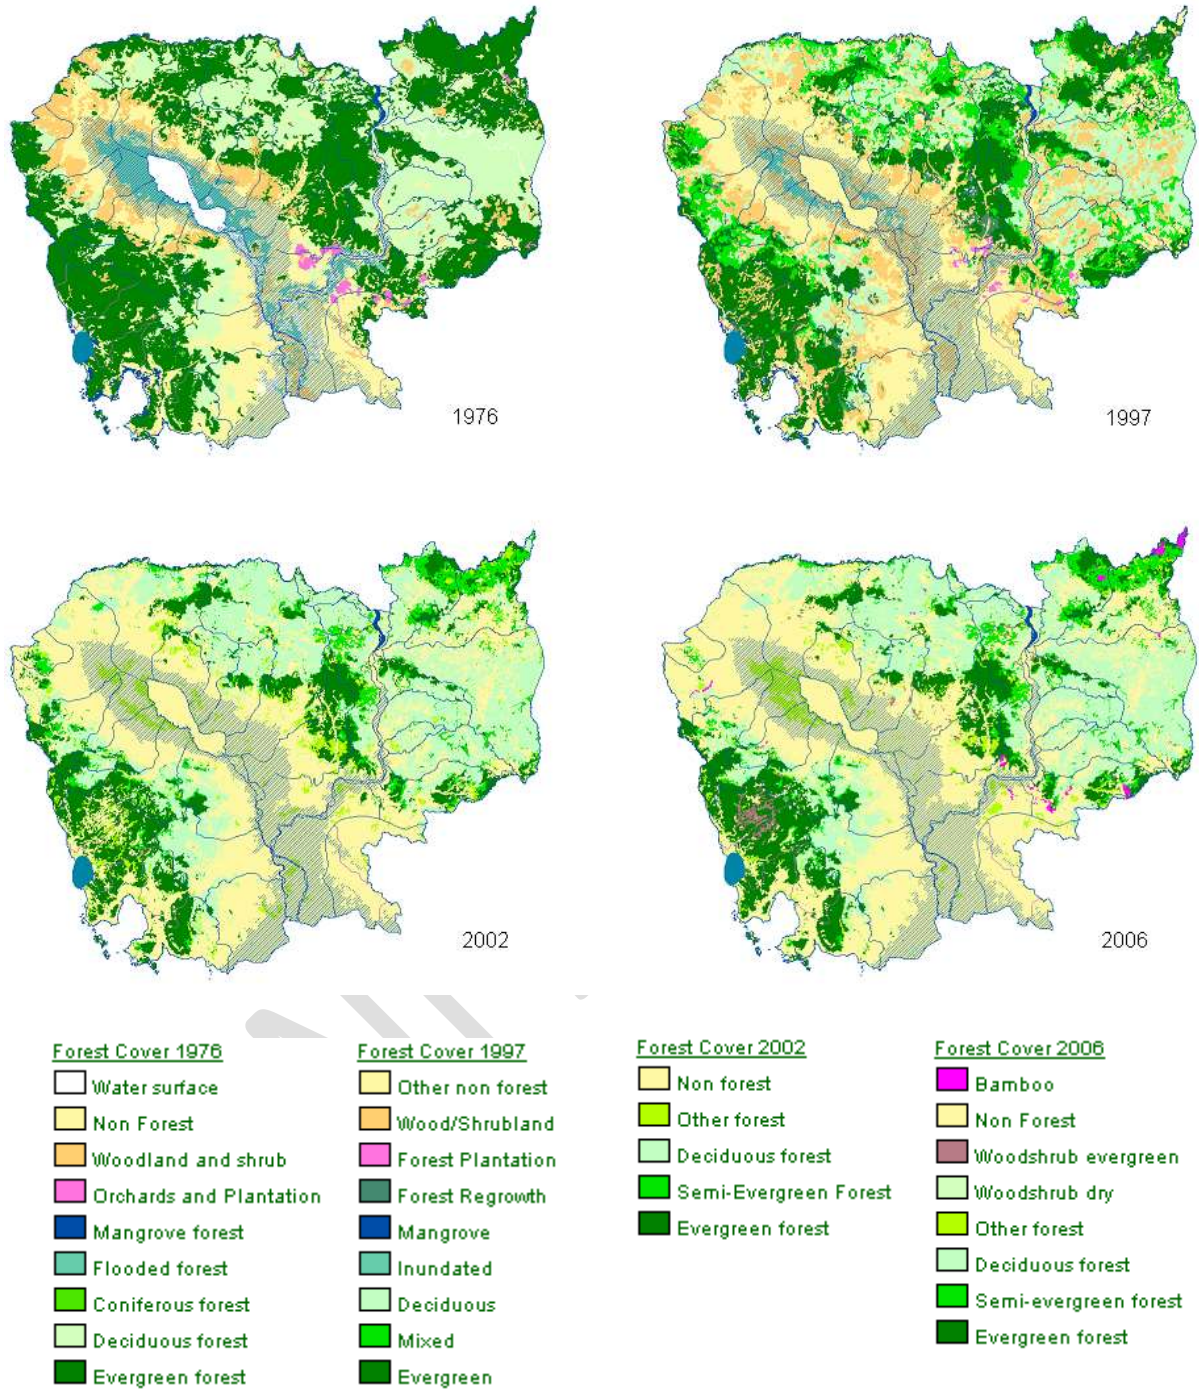 1976
1997
2002
2006
Forest Cover 1976
Water surface
Non Forest
Woodland and shrub
Orchards and Plantation
Mangrove forest
Flooded forest
Coniferous forest
Deciduous forest
Evergreen forest
Forest Cover 1997
Other non forest
Wood/Shrubland
Forest Plantation
Forest Regrowth
Mangrove
Inundated
Deciduous
Mixed
Evergreen
Forest Cover 2002
Non forest
Other forest
Deciduous forest
Semi-Evergreen Forest
Evergreen forest
Forest Cover 2006
Bamboo
Non Forest
Woodshrub evergreen
Woodshrub dry
Other forest
Deciduous forest
Semi-evergreen forest
Evergreen forest